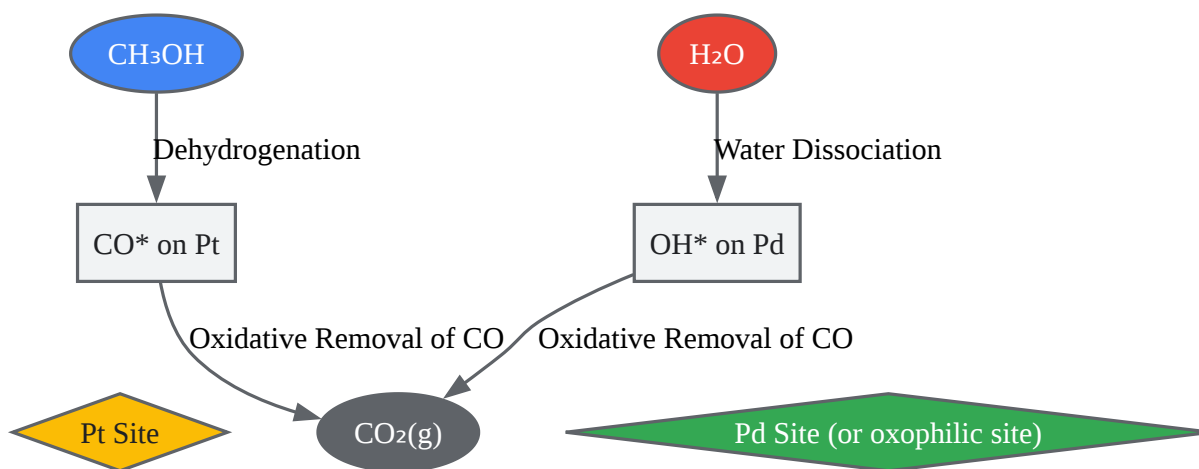 CH₃OH
H₂O
Dehydrogenation
Water Dissociation
CO* on Pt
OH* on Pd
Oxidative Removal of CO
Oxidative Removal of CO
Pt Site
CO₂(g)
Pd Site (or oxophilic site)